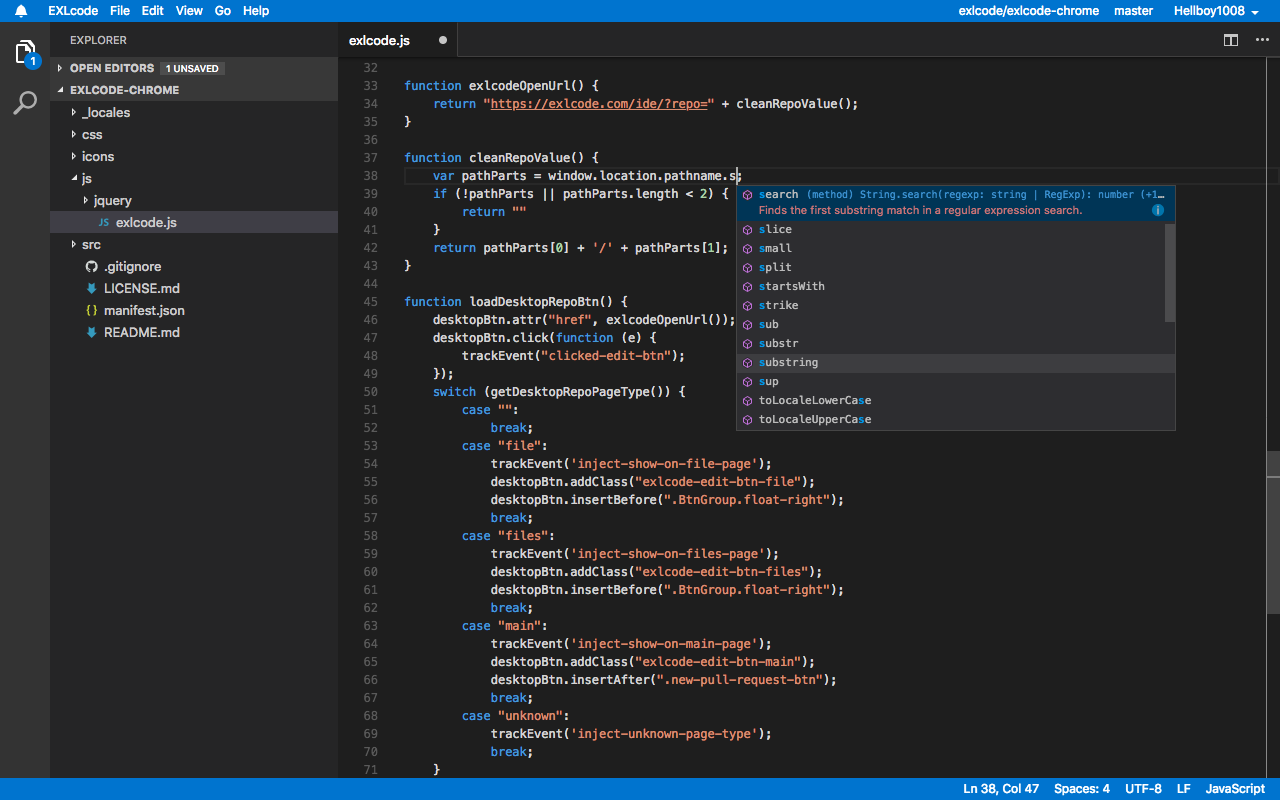 EXLcode File Edit View Go Help exlcode/exlcode-chrome master Hellboy1008
EXPLORER
1
OPEN EDITORS 1 UNSAVED
EXLCODE-CHROME
_locales
css
icons
js
jquery
JS exlcode.js
src
.gitignore
LICENSE.md
{} manifest.json
README.md
exlcode.js
32
33 function exlcodeOpenUrl() {
34 return "https://exlcode.com/ide/?repo=" + cleanRepoValue();
35 }
36
37 function cleanRepoValue() {
38 var pathParts = window.location.pathname.s;
39 if (!pathParts || pathParts.length < 2) {
40 return ""
41 }
42 return pathParts[0] + '/' + pathParts[1];
43 }
44
45 function loadDesktopRepoBtn() {
46 desktopBtn.attr("href", exlcodeOpenUrl());
47 desktopBtn.click(function (e) {
48 trackEvent("clicked-edit-btn");
49 });
50 switch (getDesktopRepoPageType()) {
51 case "":
52 break;
53 case "file":
54 trackEvent('inject-show-on-file-page');
55 desktopBtn.addClass("exlcode-edit-btn-file");
56 desktopBtn.insertBefore(".BtnGroup.float-right");
57 break;
58 case "files":
59 trackEvent('inject-show-on-files-page');
60 desktopBtn.addClass("exlcode-edit-btn-files");
61 desktopBtn.insertBefore(".BtnGroup.float-right");
62 break;
63 case "main":
64 trackEvent('inject-show-on-main-page');
65 desktopBtn.addClass("exlcode-edit-btn-main");
66 desktopBtn.insertAfter(".new-pull-request-btn");
67 break;
68 case "unknown":
69 trackEvent('inject-unknown-page-type');
70 break;
71 }
search (method) String.search(regexp: string | RegExp): number (+1…
Finds the first substring match in a regular expression search.
slice
small
split
startsWith
strike
sub
substr
substring
sup
toLocaleLowerCase
toLocaleUpperCase
Ln 38, Col 47 Spaces: 4 UTF-8 LF JavaScript